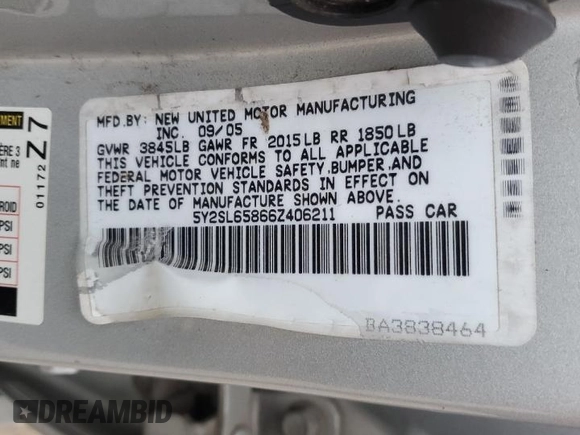 MFD.BY: NEW UNITED MOTOR MANUFACTURING
INC. 09/05
GVWR 3845LB GAWR FR 2015LB RR 1850LB
THIS VEHICLE CONFORMS TO ALL APPLICABLE
FEDERAL MOTOR VEHICLE SAFETY,BUMPER,AND
THEFT PREVENTION STANDARDS IN EFFECT ON
THE DATE OF MANUFACTURE SHOWN ABOVE.
5Y2SL65866Z406211 PASS CAR
BA3838464
01172 Z7
PSI
PSI
DREAMBID